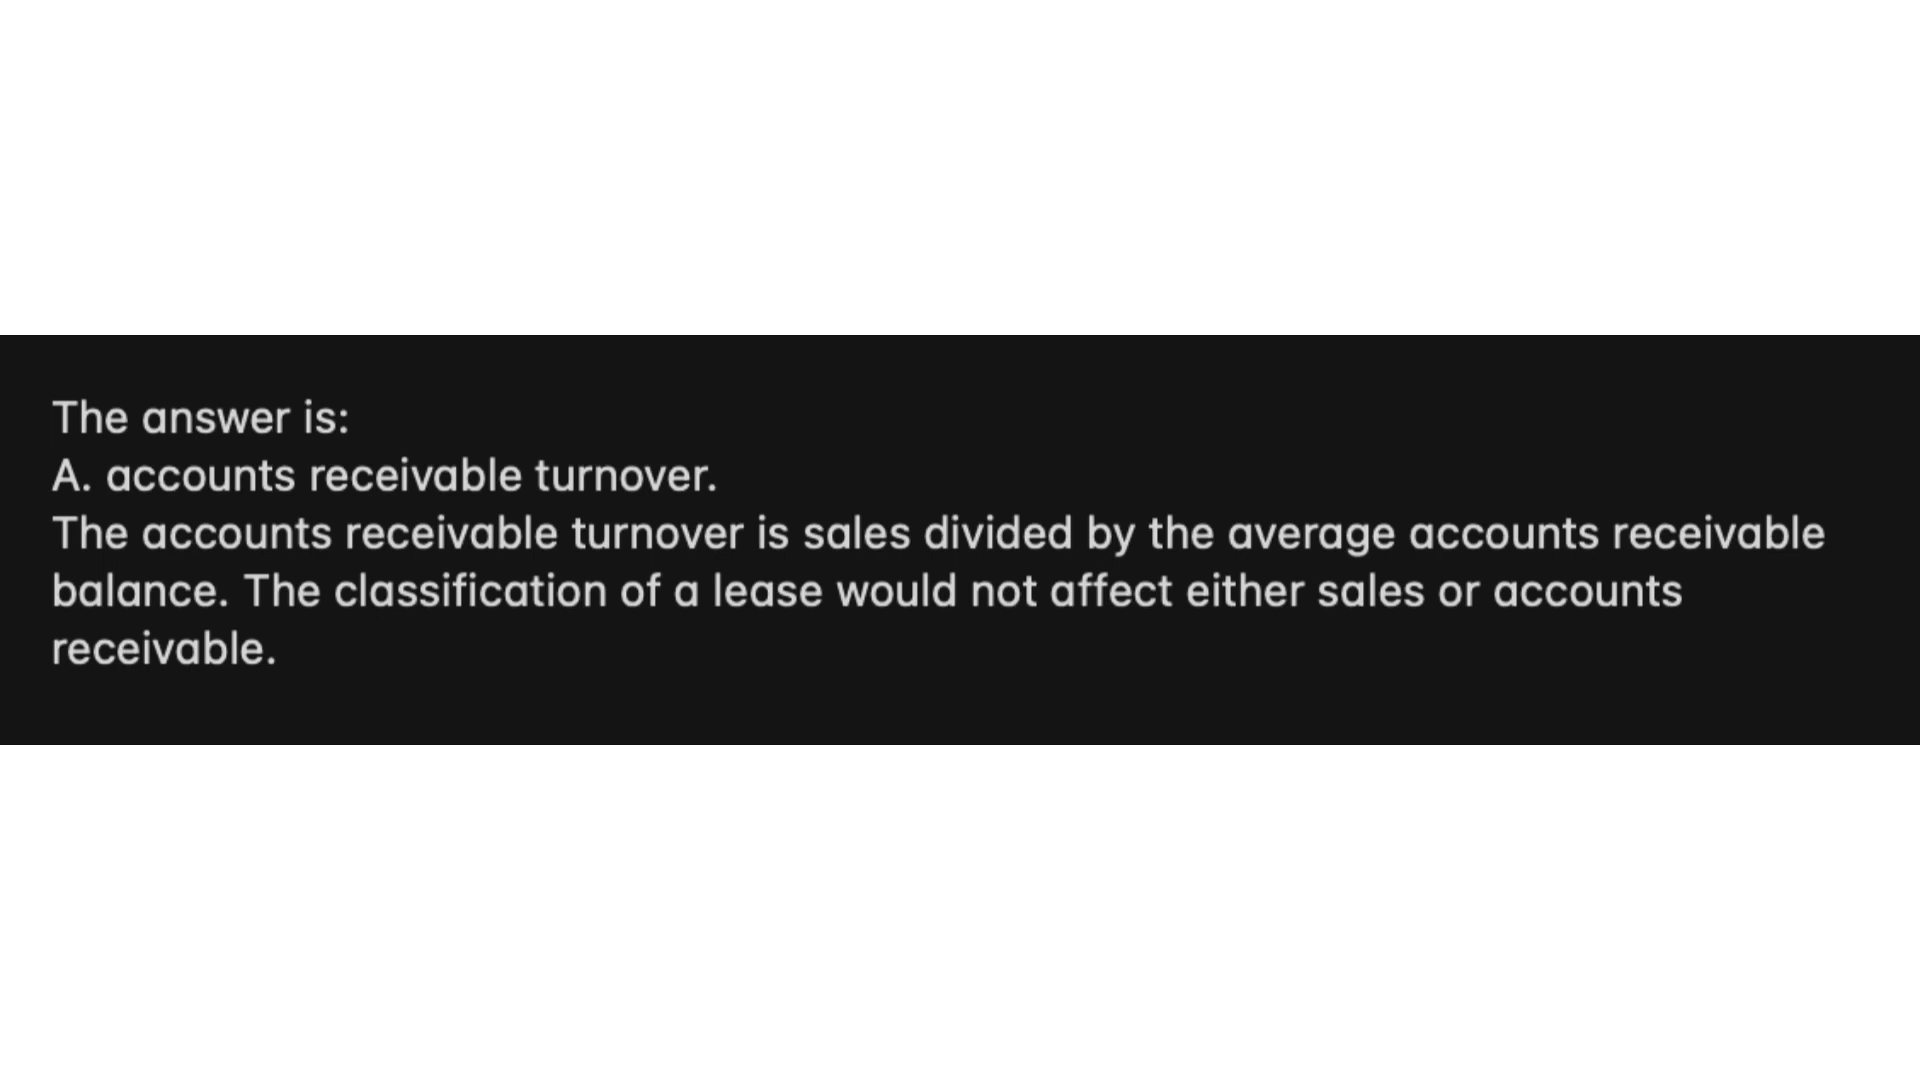 The answer is:
A. accounts receivable turnover.
The accounts receivable turnover is sales divided by the average accounts receivable
balance. The classification of a lease would not affect either sales or accounts
receivable.